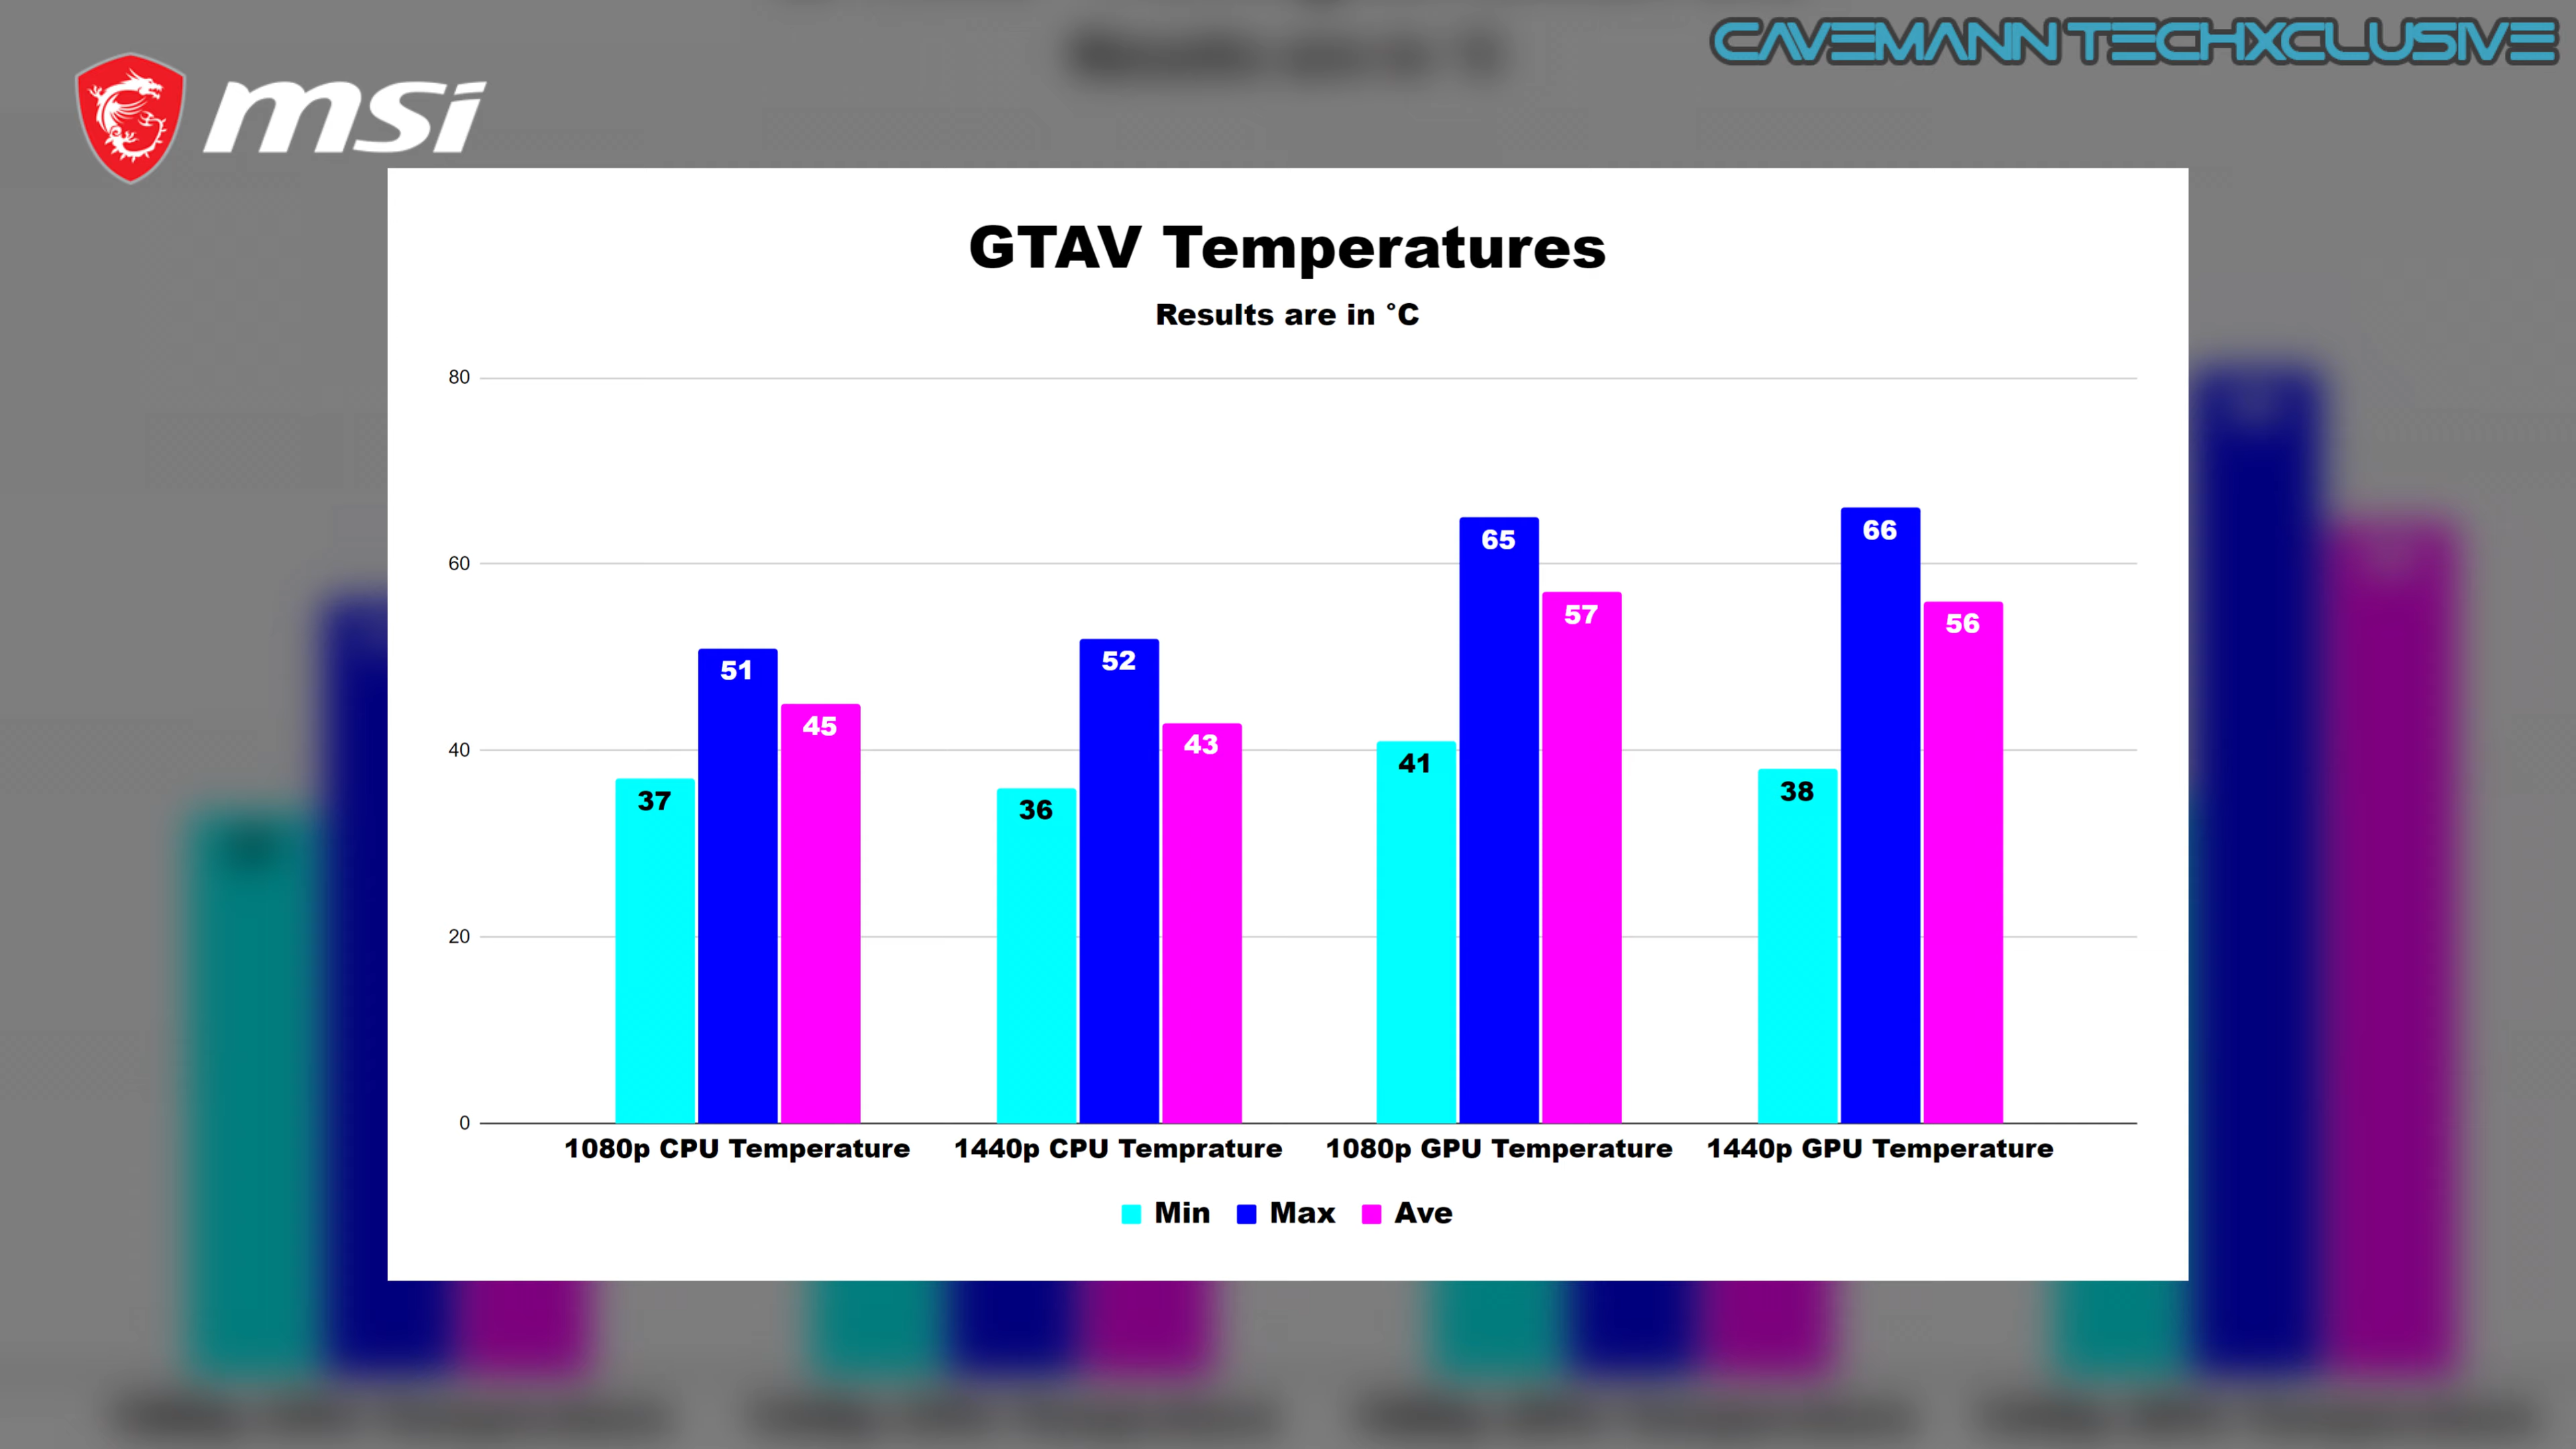 CAVEMANN TECHXCLUSIVE
msi
GTAV Temperatures
Results are in °C
80
60
40
20
0
37
51
45
36
52
43
41
65
57
38
66
56
1080p CPU Temperature
1440p CPU Temprature
1080p GPU Temperature
1440p GPU Temperature
Min Max Ave